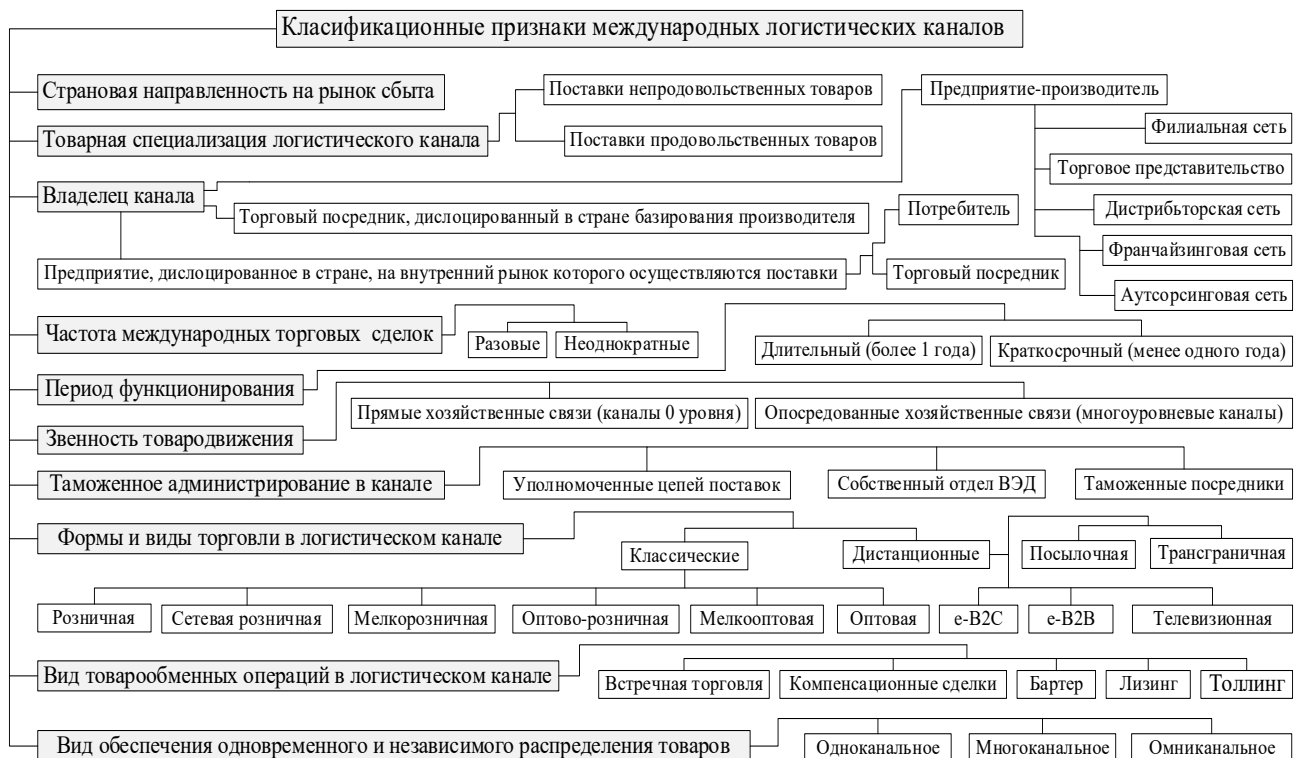 Класификационные признаки международных логистических каналов
Страновая направленность на рынок сбыта
Поставки непродовольственных товаров
Предприятие-производитель
Товарная специализация логистического канала
Поставки продовольственных товаров
Филиальная сеть
Торговое представительство
Владелец канала
Торговый посредник, дислоцированный в стране базирования производителя
Потребитель
Дистрибьторская сеть
Предприятие, дислоцированное в стране, на внутренний рынок которого осуществляются поставки
Торговый посредник
Франчайзинговая сеть
Аутсорсинговая сеть
Частота международных торговых сделок
Разовые
Неоднократные
Длительный (более 1 года)
Краткосрочный (менее одного года)
Период функционирования
Прямые хозяйственные связи (каналы 0 уровня)
Опосредованные хозяйственные связи (многоуровневые каналы)
Звенность товародвижения
Таможенное администрирование в канале
Уполномоченные цепей поставок
Собственный отдел ВЭД
Таможенные посредники
Формы и виды торговли в логистическом канале
Классические
Дистанционные
Посылочная
Трансграничная
Розничная
Сетевая розничная
Мелкорозничная
Оптово-розничная
Мелкооптовая
Оптовая
е-B2C
е-B2B
Телевизионная
Вид товарообменных операций в логистическом канале
Встречная торговля
Компенсационные сделки
Бартер
Лизинг
Толлинг
Вид обеспечения одновременного и независимого распределения товаров
Одноканальное
Многоканальное
Омниканальное